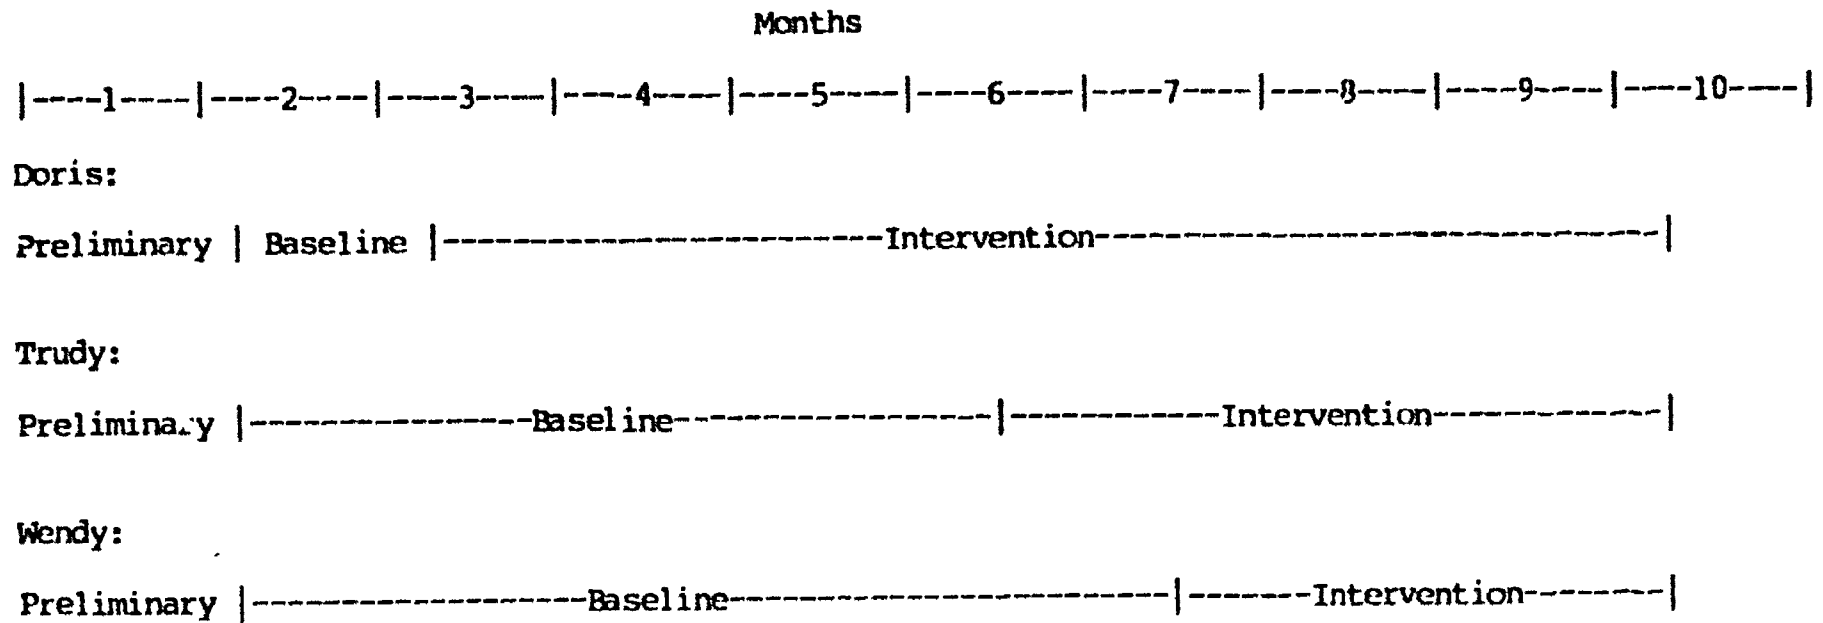 Months
|----1----|----2----|----3----|----4----|----5----|----6----|----7----|----8----|----9----|----10----|
Doris:
Preliminary | Baseline |-------------------------Intervention--------------------------------|
Trudy:
Preliminary |----------------Baseline------------------|------------Intervention-------------|
Wendy:
Preliminary |-------------------Baseline-------------------------|-------Intervention--------|